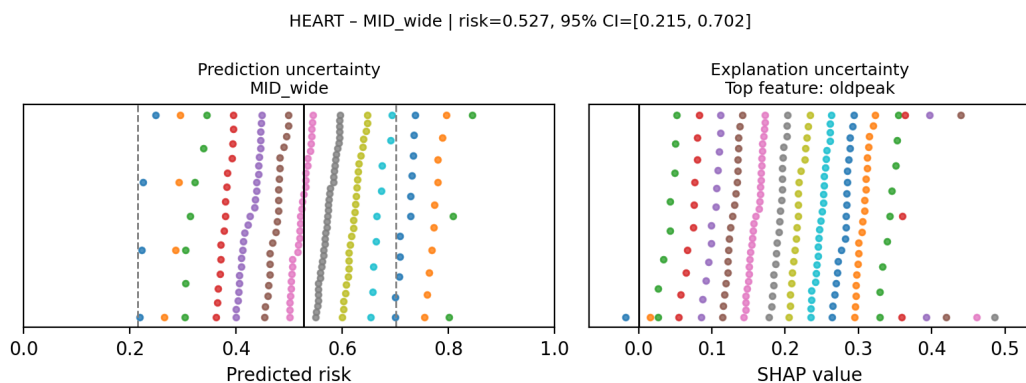 HEART – MID_wide | risk=0.527, 95% CI=[0.215, 0.702]
Prediction uncertainty
MID_wide
Explanation uncertainty
Top feature: oldpeak
0.0 0.2 0.4 0.6 0.8 1.0
0.0 0.1 0.2 0.3 0.4 0.5
Predicted risk
SHAP value